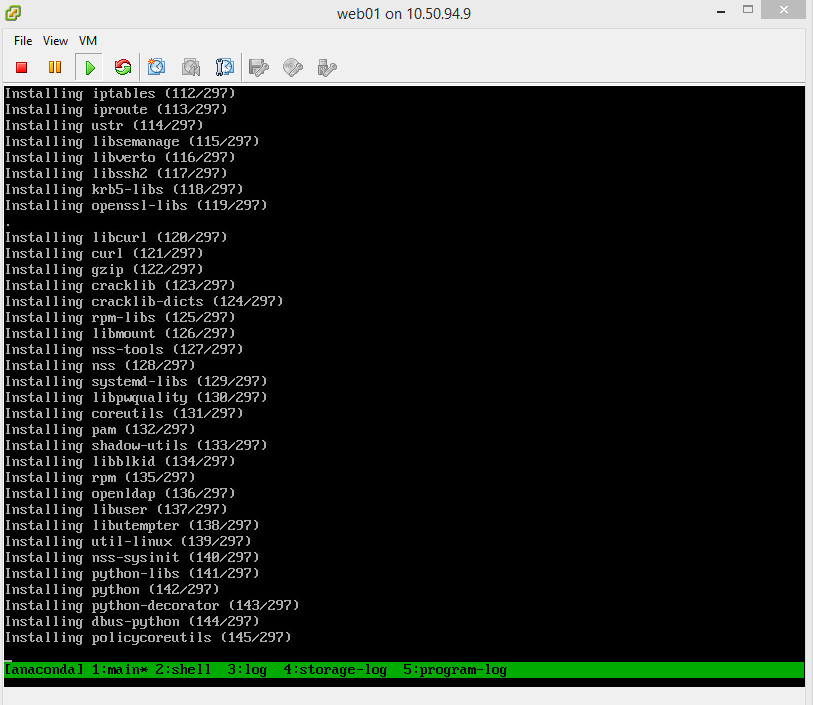 web01 on 10.50.94.9
File View VM
Installing iptables (112/297)
Installing iproute (113/297)
Installing ustr (114/297)
Installing libsemanage (115/297)
Installing libverto (116/297)
Installing libssh2 (117/297)
Installing krb5-libs (118/297)
Installing openssl-libs (119/297)
.
Installing libcurl (120/297)
Installing curl (121/297)
Installing gzip (122/297)
Installing cracklib (123/297)
Installing cracklib-dicts (124/297)
Installing rpm-libs (125/297)
Installing libmount (126/297)
Installing nss-tools (127/297)
Installing nss (128/297)
Installing systemd-libs (129/297)
Installing libpwquality (130/297)
Installing coreutils (131/297)
Installing pam (132/297)
Installing shadow-utils (133/297)
Installing libblkid (134/297)
Installing rpm (135/297)
Installing openldap (136/297)
Installing libuser (137/297)
Installing libutempter (138/297)
Installing util-linux (139/297)
Installing nss-sysinit (140/297)
Installing python-libs (141/297)
Installing python (142/297)
Installing python-decorator (143/297)
Installing dbus-python (144/297)
Installing policycoreutils (145/297)
[anaconda] 1:main* 2:shell  3:log  4:storage-log  5:program-log